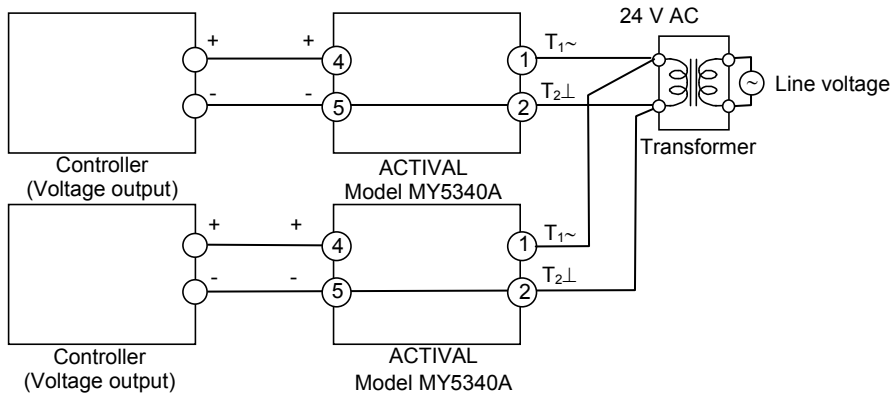 24 V AC
+ + 4 1 T₁~
- - 5 2 T₂⊥
~ Line voltage
Transformer
Controller
(Voltage output)
ACTIVAL
Model MY5340A
+ + 4 1 T₁~
- - 5 2 T₂⊥
Controller
(Voltage output)
ACTIVAL
Model MY5340A